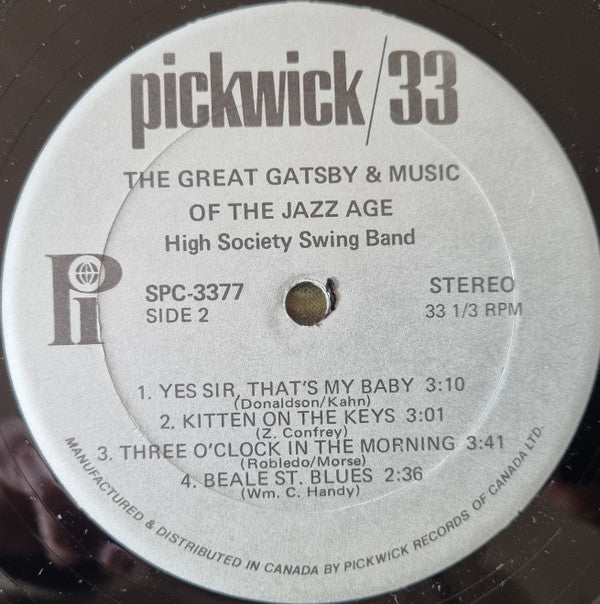 pickwick/33
THE GREAT GATSBY & MUSIC
OF THE JAZZ AGE
High Society Swing Band
Pi
SPC-3377
SIDE 2
STEREO
33 1/3 RPM
1. YES SIR, THAT'S MY BABY 3:10
(Donaldson/Kahn)
2. KITTEN ON THE KEYS 3:01
(Z. Confrey)
3. THREE O'CLOCK IN THE MORNING 3:41
(Robledo/Morse)
4. BEALE ST. BLUES 2:36
(Wm. C. Handy)
MANUFACTURED & DISTRIBUTED IN CANADA BY PICKWICK RECORDS OF CANADA LTD.